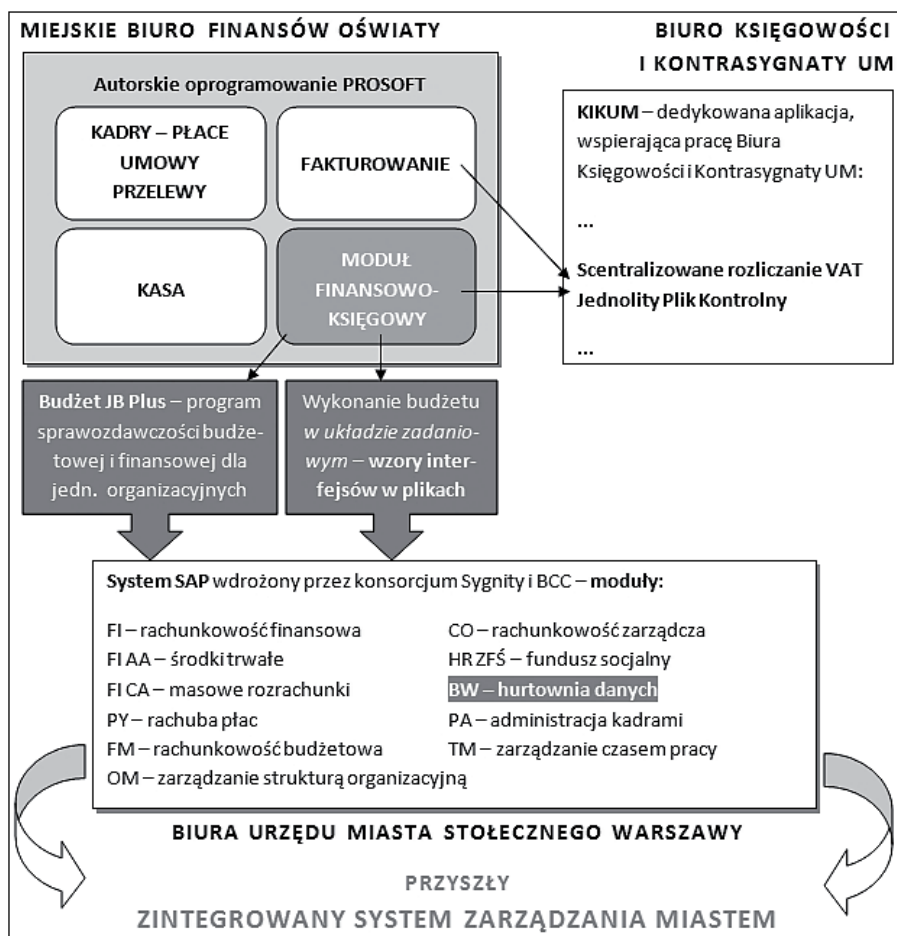 MIEJSKIE BIURO FINANSÓW OŚWIATY
Autorskie oprogramowanie PROSOFT
KADRY – PŁACE
UMOWY
PRZELEWY
FAKTUROWANIE
KASA
MODUŁ
FINANSOWO-
KSIĘGOWY
BIURO KSIĘGOWOŚCI
I KONTRASYGNATY UM
KIKUM – dedykowana aplikacja,
wspierająca pracę Biura
Księgowości i Kontrasygnaty UM:
...
Scentralizowane rozliczanie VAT
Jednolity Plik Kontrolny
...
Budżet JB Plus – program
sprawozdawczości budże-
towej i finansowej dla
jedn. organizacyjnych
Wykonanie budżetu
w układzie zadanio-
wym – wzory inter-
fejsów w plikach
System SAP wdrożony przez konsorcjum Sygnity i BCC – moduły:
FI – rachunkowość finansowa
FI AA – środki trwałe
FI CA – masowe rozrachunki
PY – rachuba płac
FM – rachunkowość budżetowa
OM – zarządzanie strukturą organizacyjną
CO – rachunkowość zarządcza
HR ZFŚ – fundusz socjalny
BW – hurtownia danych
PA – administracja kadrami
TM – zarządzanie czasem pracy
BIURA URZĘDU MIASTA STOŁECZNEGO WARSZAWY
PRZYSZŁY
ZINTEGROWANY SYSTEM ZARZĄDZANIA MIASTEM